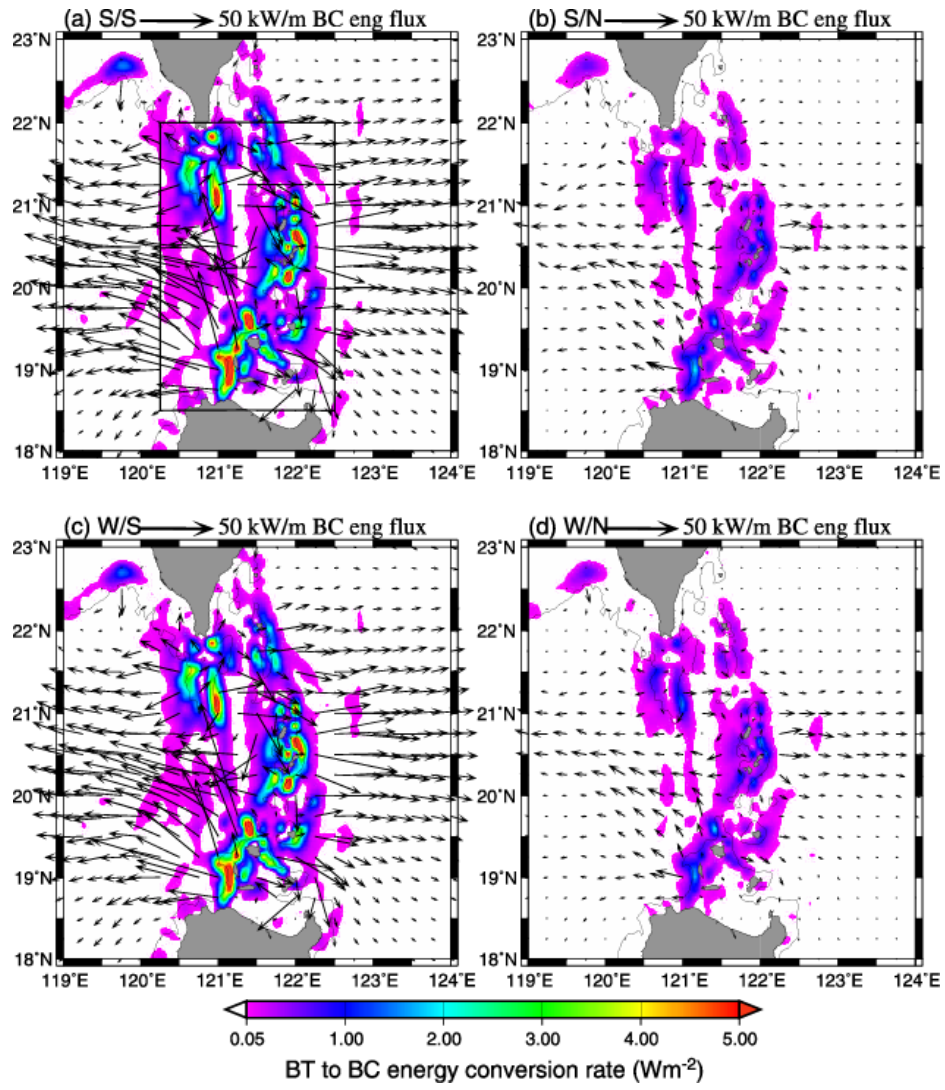 (a) S/S 50 kW/m BC eng flux (b) S/N 50 kW/m BC eng flux
23˚N 23˚N
22˚N 22˚N
21˚N 21˚N
20˚N 20˚N
19˚N 19˚N
18˚N 18˚N
119˚E 120˚E 121˚E 122˚E 123˚E 124˚E 119˚E 120˚E 121˚E 122˚E 123˚E 124˚E
(c) W/S 50 kW/m BC eng flux (d) W/N 50 kW/m BC eng flux
23˚N 23˚N
22˚N 22˚N
21˚N 21˚N
20˚N 20˚N
19˚N 19˚N
18˚N 18˚N
119˚E 120˚E 121˚E 122˚E 123˚E 124˚E 119˚E 120˚E 121˚E 122˚E 123˚E 124˚E
0.05 1.00 2.00 3.00 4.00 5.00
BT to BC energy conversion rate (Wm⁻²)